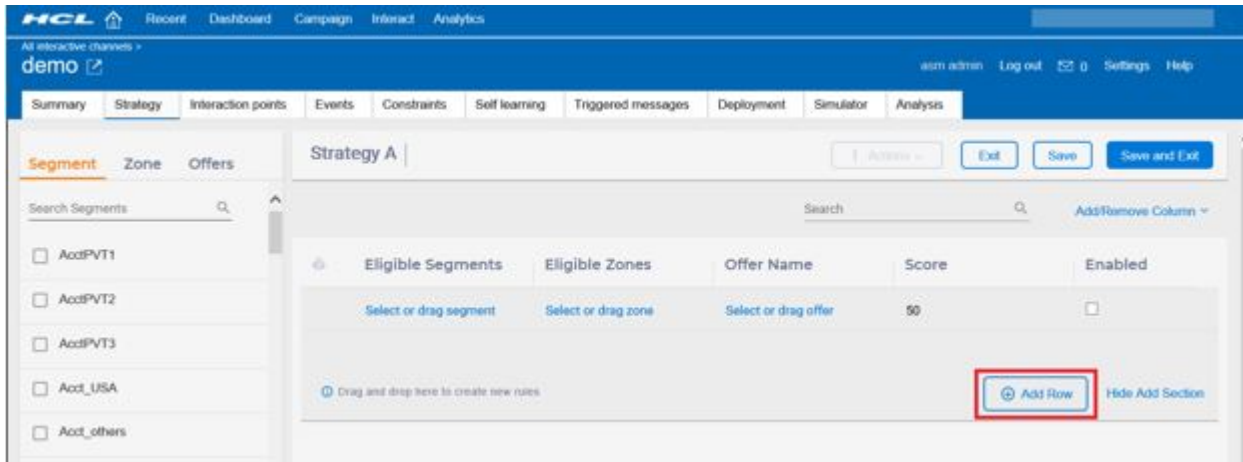 HCL Recent Dashboard Campaign Interact Analytics
All interactive channels >
demo
asm admin Log out 0 Settings Help
Summary Strategy Interaction points Events Constraints Self learning Triggered messages Deployment Simulator Analysis
Segment Zone Offers
Strategy A
Actions Exit Save Save and Exit
Search Segments
Search Add/Remove Column
AcctPVT1
Eligible Segments Eligible Zones Offer Name Score Enabled
AcctPVT2
Select or drag segment Select or drag zone Select or drag offer 50
AcctPVT3
Acct_USA
Drag and drop here to create new rules
Add Row Hide Add Section
Acct_others